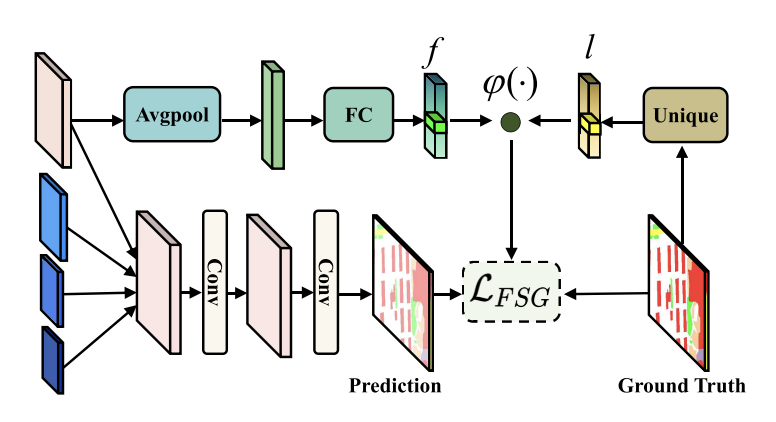 f
l
φ(·)
Avgpool
FC
Unique
Conv
Conv
ℒ_FSG
Prediction
Ground Truth